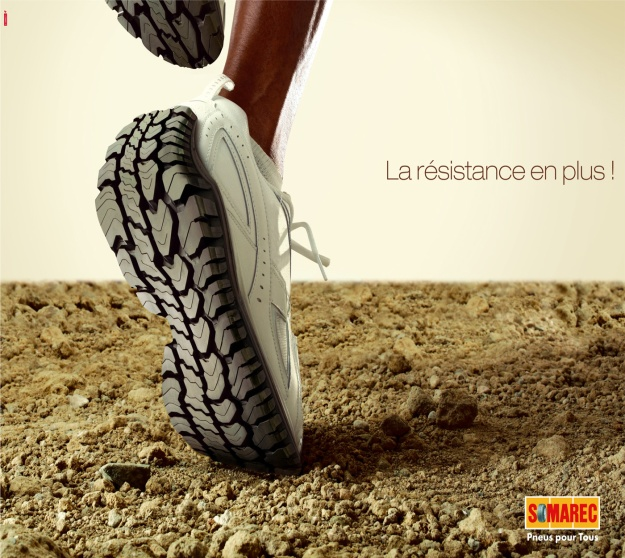 La résistance en plus !
SOMAREC
Pneus pour Tous